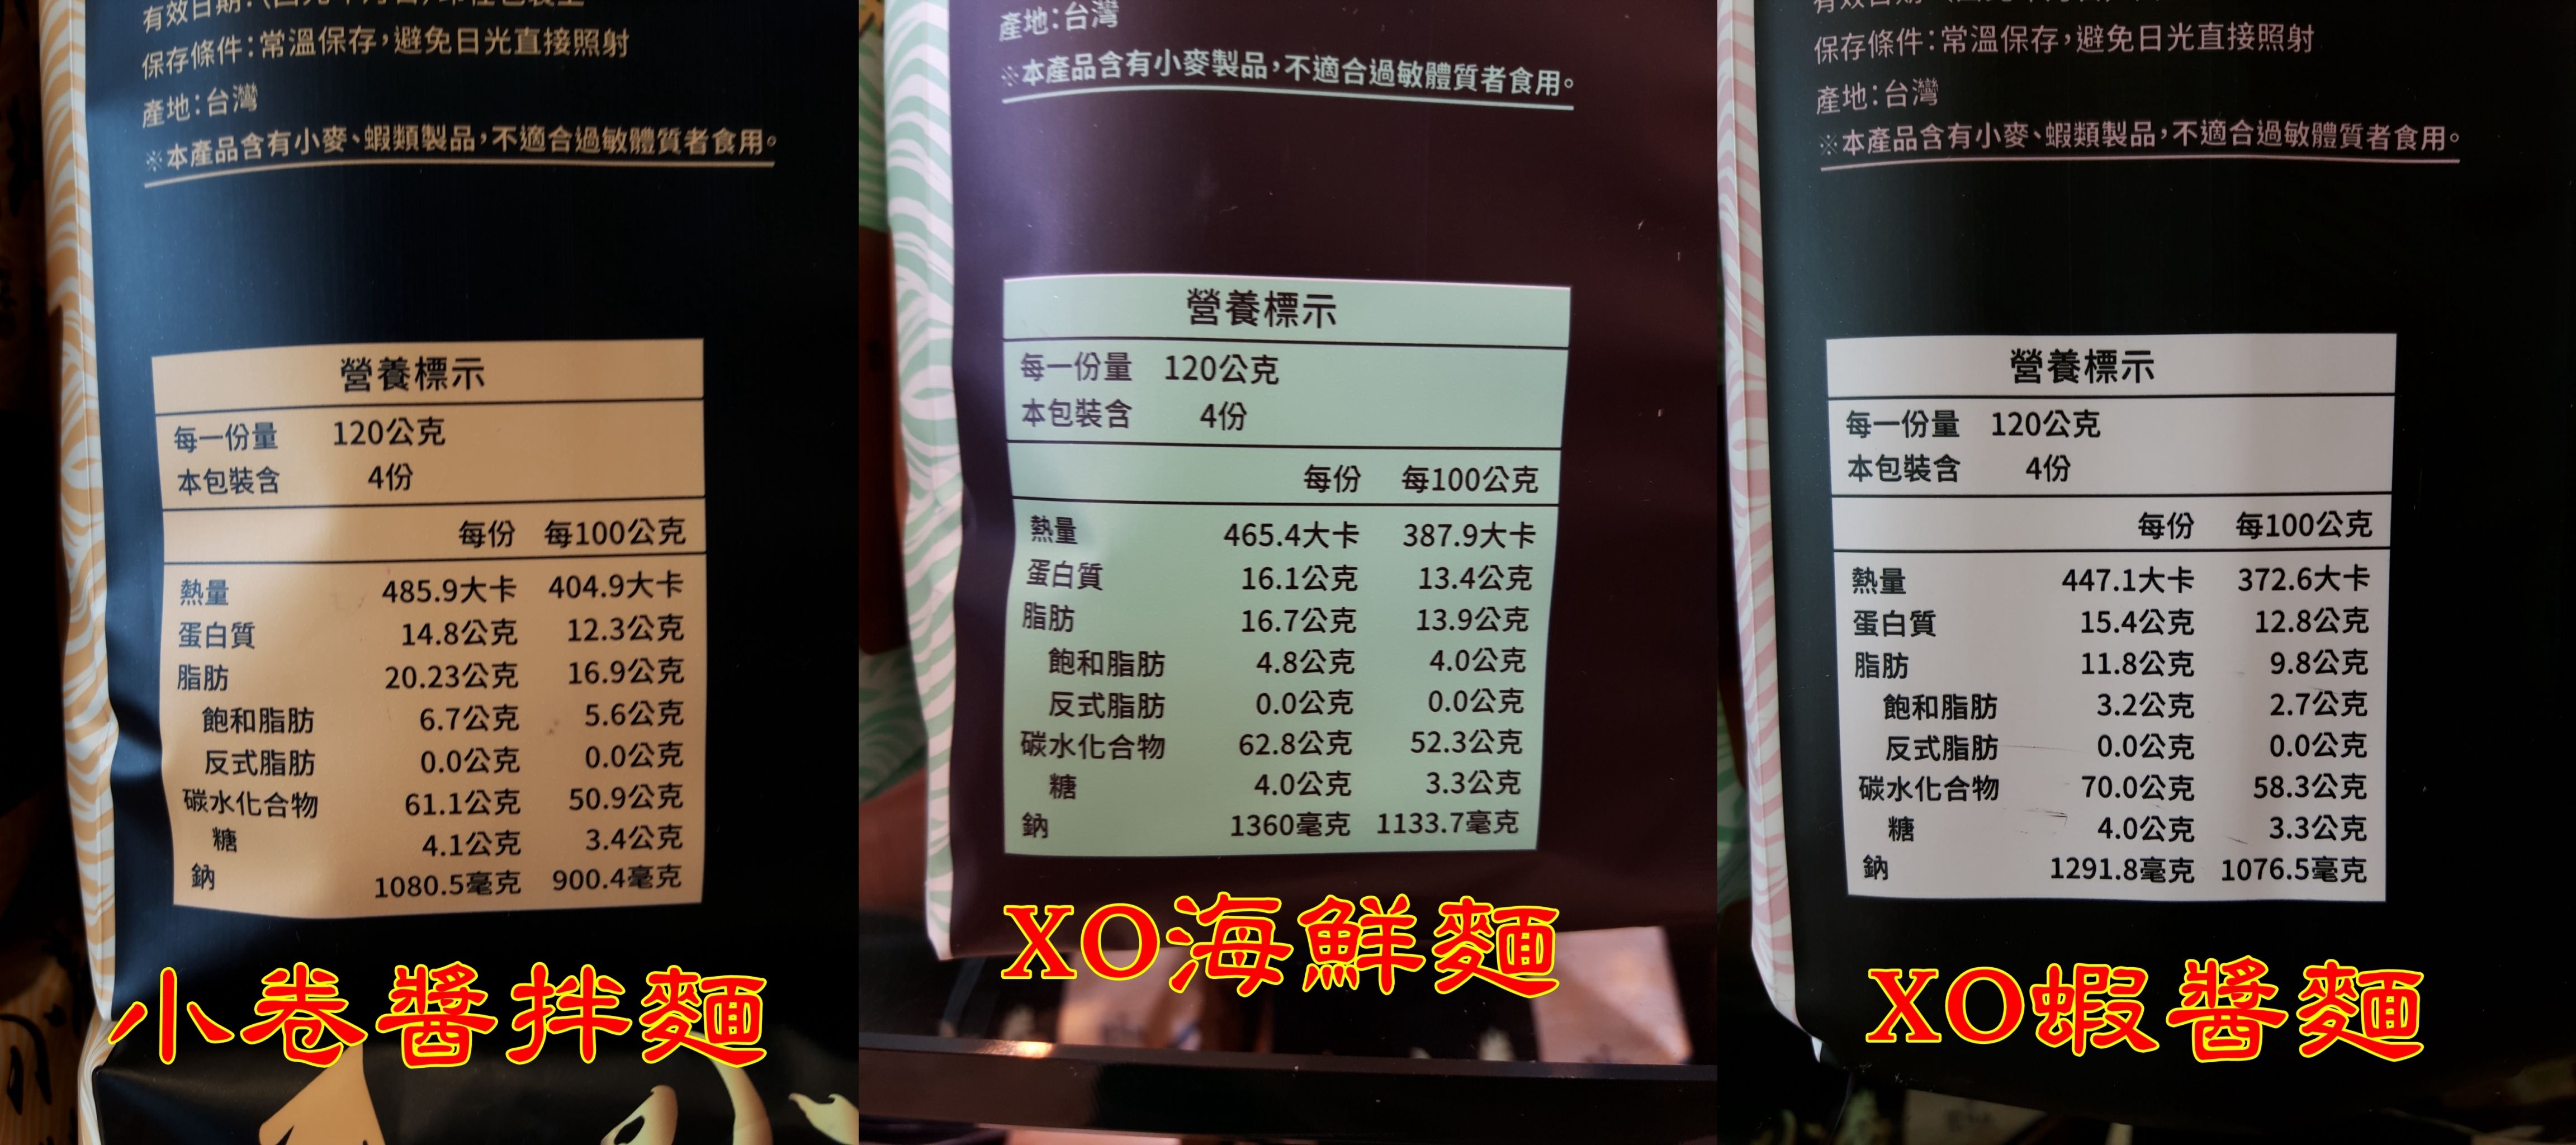 保存條件：常溫保存，避免日光直接照射
產地：台灣
※本產品含有小麥、蝦類製品，不適合過敏體質者食用。
營養標示
每一份量 120公克
本包裝含 4份
每份 每100公克
熱量 485.9大卡 404.9大卡
蛋白質 14.8公克 12.3公克
脂肪 20.23公克 16.9公克
飽和脂肪 6.7公克 5.6公克
反式脂肪 0.0公克 0.0公克
碳水化合物 61.1公克 50.9公克
糖 4.1公克 3.4公克
鈉 1080.5毫克 900.4毫克
小卷醬拌麵
產地：台灣
※本產品含有小麥製品，不適合過敏體質者食用。
營養標示
每一份量 120公克
本包裝含 4份
每份 每100公克
熱量 465.4大卡 387.9大卡
蛋白質 16.1公克 13.4公克
脂肪 16.7公克 13.9公克
飽和脂肪 4.8公克 4.0公克
反式脂肪 0.0公克 0.0公克
碳水化合物 62.8公克 52.3公克
糖 4.0公克 3.3公克
鈉 1360毫克 1133.7毫克
XO海鮮麵
保存條件：常溫保存，避免日光直接照射
產地：台灣
※本產品含有小麥、蝦類製品，不適合過敏體質者食用。
營養標示
每一份量 120公克
本包裝含 4份
每份 每100公克
熱量 447.1大卡 372.6大卡
蛋白質 15.4公克 12.8公克
脂肪 11.8公克 9.8公克
飽和脂肪 3.2公克 2.7公克
反式脂肪 0.0公克 0.0公克
碳水化合物 70.0公克 58.3公克
糖 4.0公克 3.3公克
鈉 1291.8毫克 1076.5毫克
XO蝦醬麵